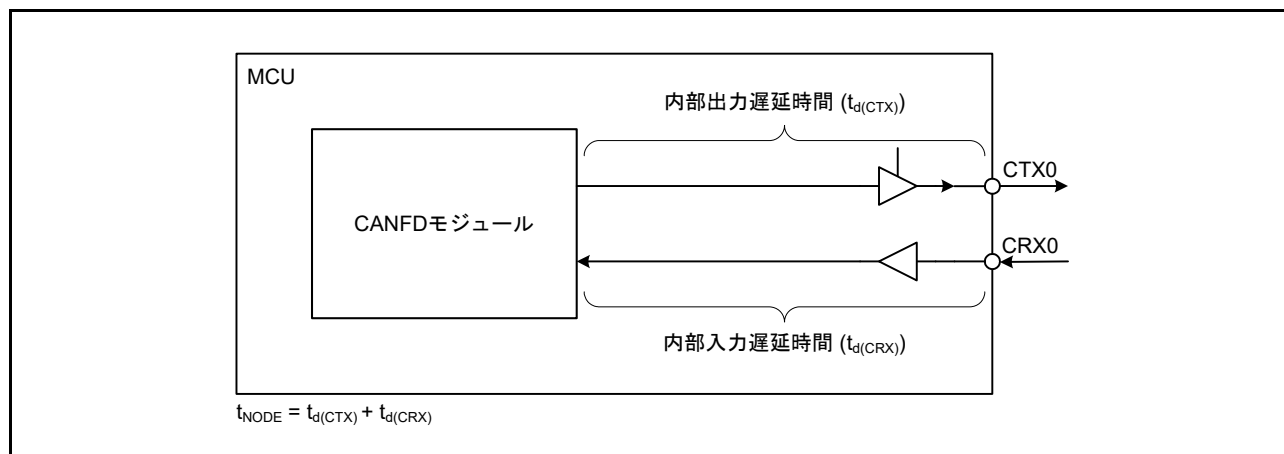 MCU
内部出力遅延時間 (td(CTX))
CTX0
CANFDモジュール
CRX0
内部入力遅延時間 (td(CRX))
tNODE = td(CTX) + td(CRX)